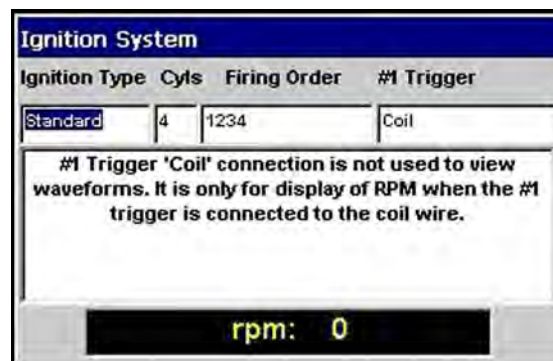 Ignition System
Ignition Type Cyls Firing Order #1 Trigger
Standard 4 1234 Coil
#1 Trigger 'Coil' connection is not used to view
waveforms. It is only for display of RPM when the #1
trigger is connected to the coil wire.
rpm: 0